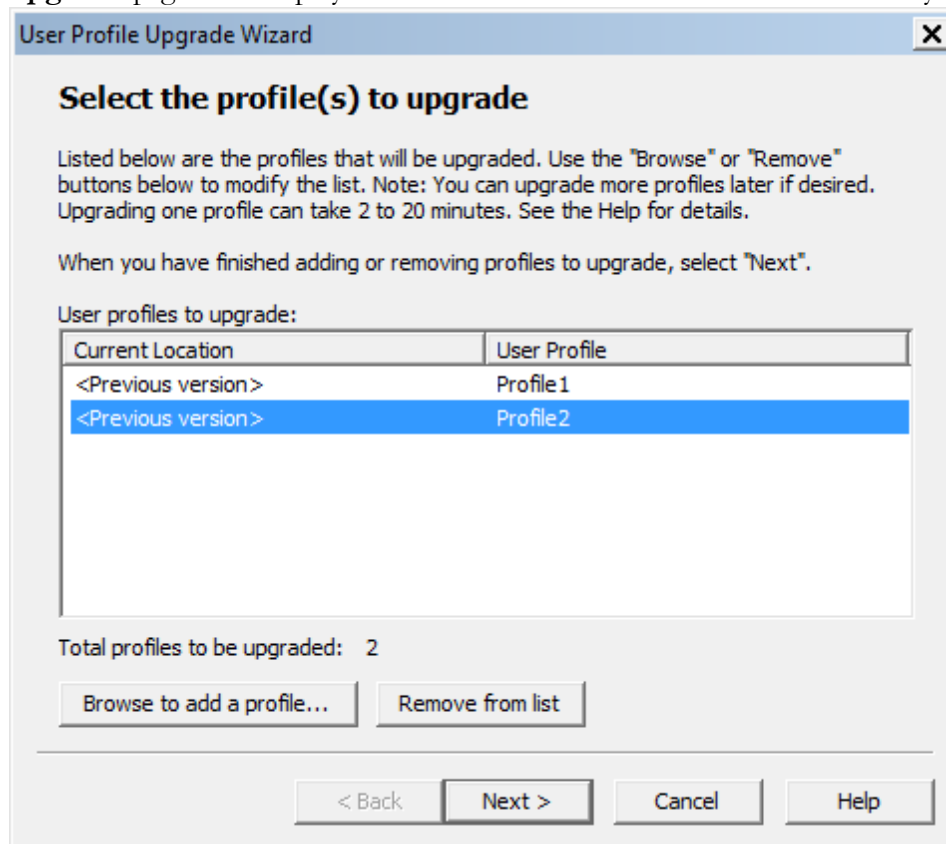 User Profile Upgrade Wizard
Select the profile(s) to upgrade
Listed below are the profiles that will be upgraded. Use the "Browse" or "Remove"
buttons below to modify the list. Note: You can upgrade more profiles later if desired.
Upgrading one profile can take 2 to 20 minutes. See the Help for details.
When you have finished adding or removing profiles to upgrade, select "Next".
User profiles to upgrade:
Current Location User Profile
<Previous version> Profile1
<Previous version> Profile2
Total profiles to be upgraded: 2
Browse to add a profile... Remove from list
< Back Next > Cancel Help